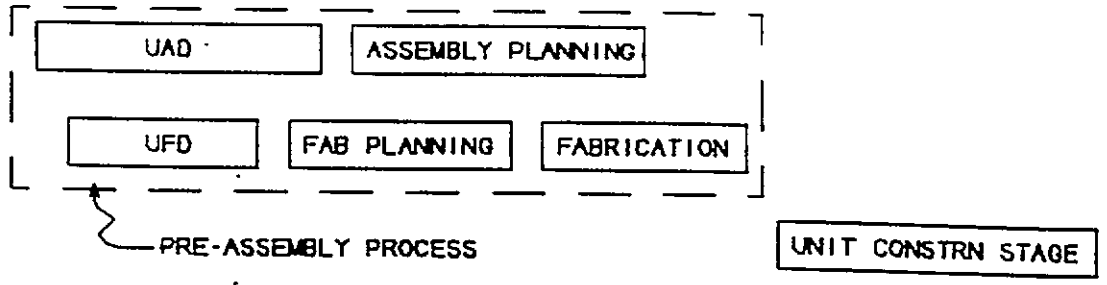 UAD
ASSEMBLY PLANNING
UFD
FAB PLANNING
FABRICATION
PRE-ASSEMBLY PROCESS
UNIT CONSTRN STAGE